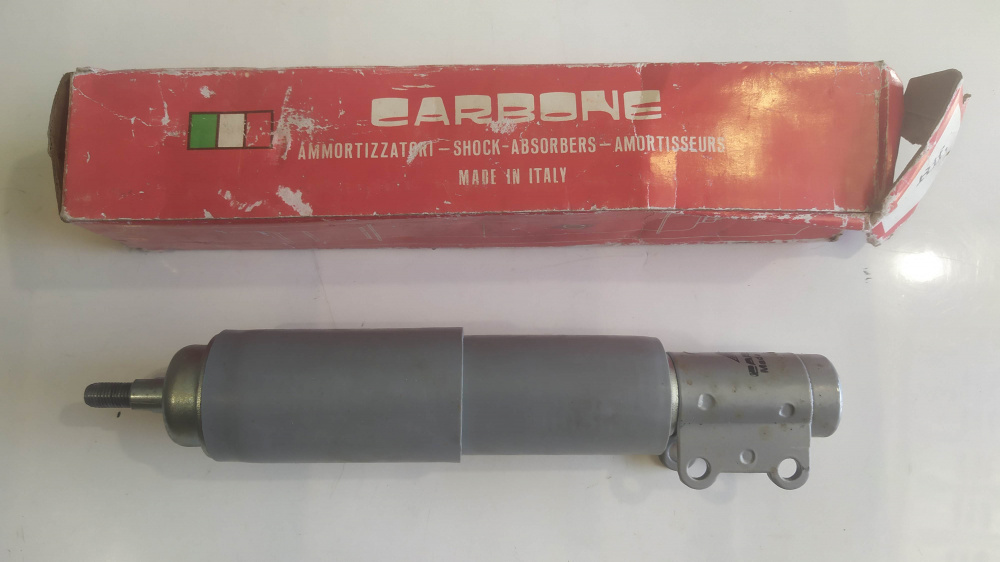 CARBONE
AMMORTIZZATORI – SHOCK-ABSORBERS – AMORTISSEURS
MADE IN ITALY